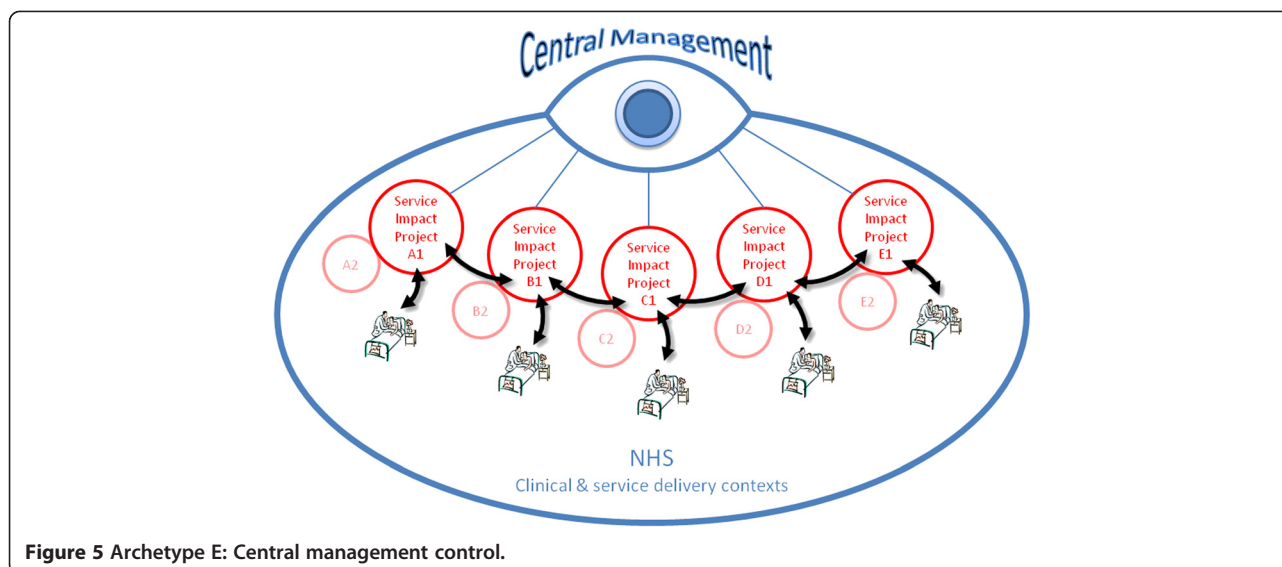 Central Management
Service
Impact
Project
A1
Service
Impact
Project
B1
Service
Impact
Project
C1
Service
Impact
Project
D1
Service
Impact
Project
E1
A2
B2
C2
D2
E2
NHS
Clinical & service delivery contexts
Figure 5 Archetype E: Central management control.